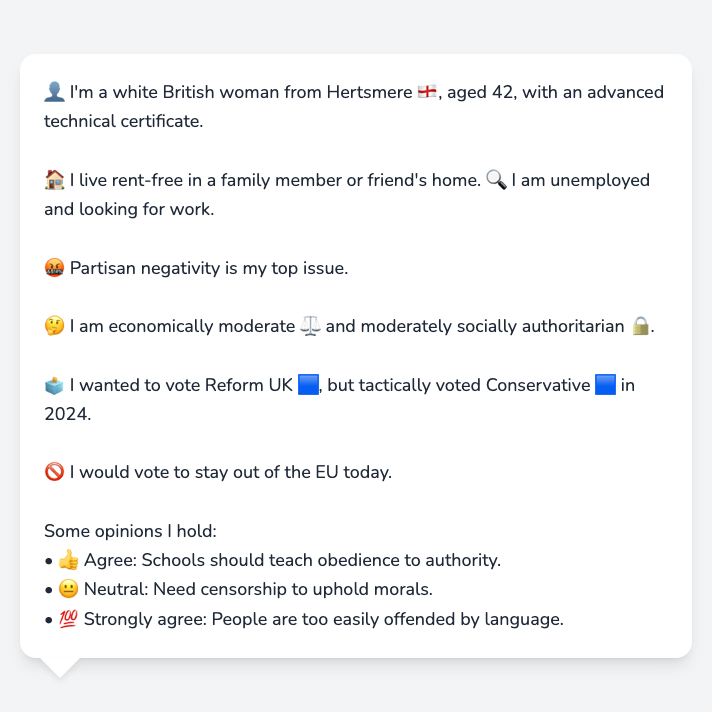 👤 I'm a white British woman from Hertsmere 🏴󠁧󠁢󠁥󠁮󠁧󠁿, aged 42, with an advanced
technical certificate.
🏠 I live rent-free in a family member or friend's home. 🔍 I am unemployed
and looking for work.
🤬 Partisan negativity is my top issue.
🤔 I am economically moderate ⚖️ and moderately socially authoritarian 🔒.
🗳️ I wanted to vote Reform UK 🟦, but tactically voted Conservative 🟦 in
2024.
🚫 I would vote to stay out of the EU today.
Some opinions I hold:
• 👍 Agree: Schools should teach obedience to authority.
• 😐 Neutral: Need censorship to uphold morals.
• 💯 Strongly agree: People are too easily offended by language.